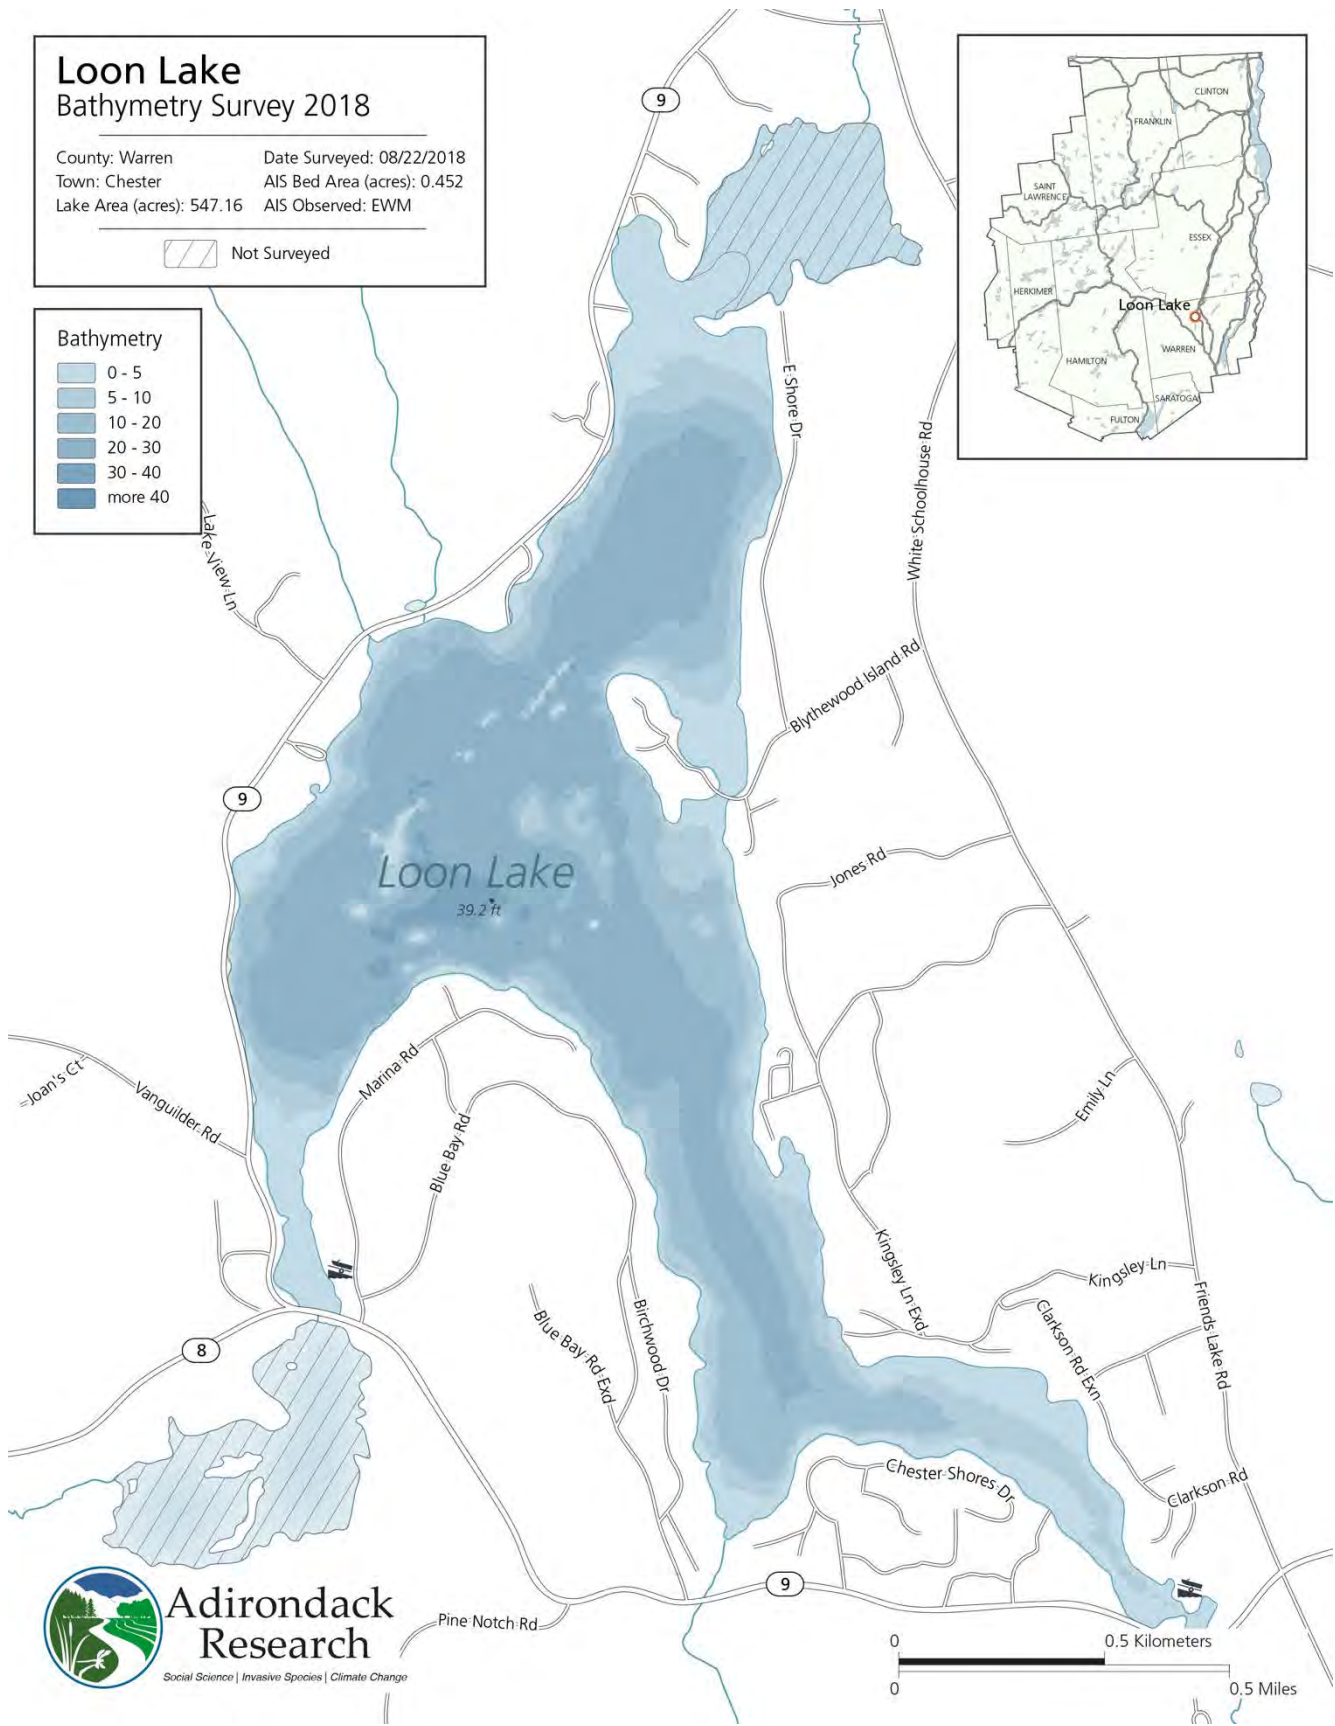 Loon Lake
Bathymetry Survey 2018
County: Warren
Date Surveyed: 08/22/2018
Town: Chester
AIS Bed Area (acres): 0.452
Lake Area (acres): 547.16
AIS Observed: EWM
Not Surveyed
Bathymetry
0 - 5
5 - 10
10 - 20
20 - 30
30 - 40
more 40
CLINTON
FRANKLIN
SAINT
LAWRENCE
ESSEX
HERKIMER
Loon Lake
WARREN
HAMILTON
SARATOGA
FULTON
9
E Shore Dr
White Schoolhouse Rd
Lake View Ln
Blythewood Island Rd
9
Loon Lake
39.2 ft
Jones Rd
Joan's Ct
Vanguilder Rd
Marina Rd
Blue Bay Rd
Emily Ln
Kingsley Ln Exd
Kingsley Ln
Friends Lake Rd
Clarkson Rd Exn
Blue Bay Rd Exd
Birchwood Dr
8
Chester Shores Dr
Clarkson Rd
9
Pine Notch Rd
Adirondack
Research
Social Science | Invasive Species | Climate Change
0
0.5 Kilometers
0
0.5 Miles